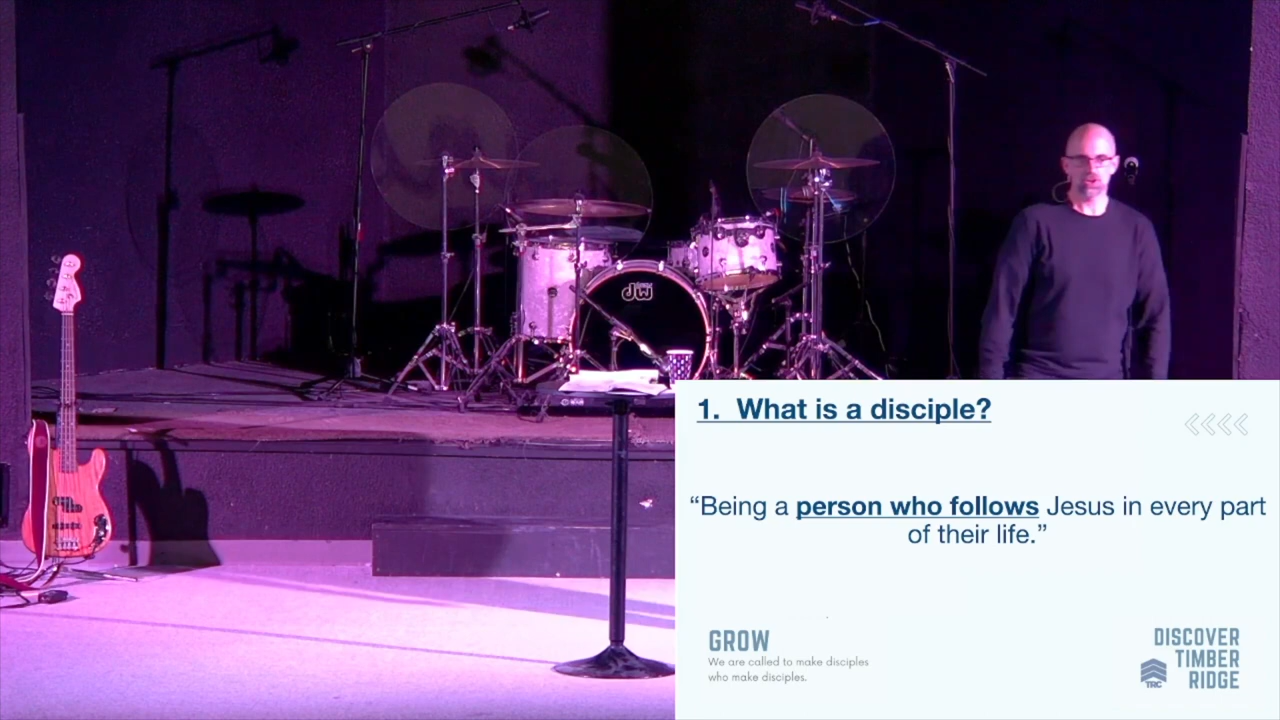 DW
1. What is a disciple?
“Being a person who follows Jesus in every part
of their life.”
GROW
We are called to make disciples
who make disciples.
DISCOVER
TIMBER
RIDGE
TRC